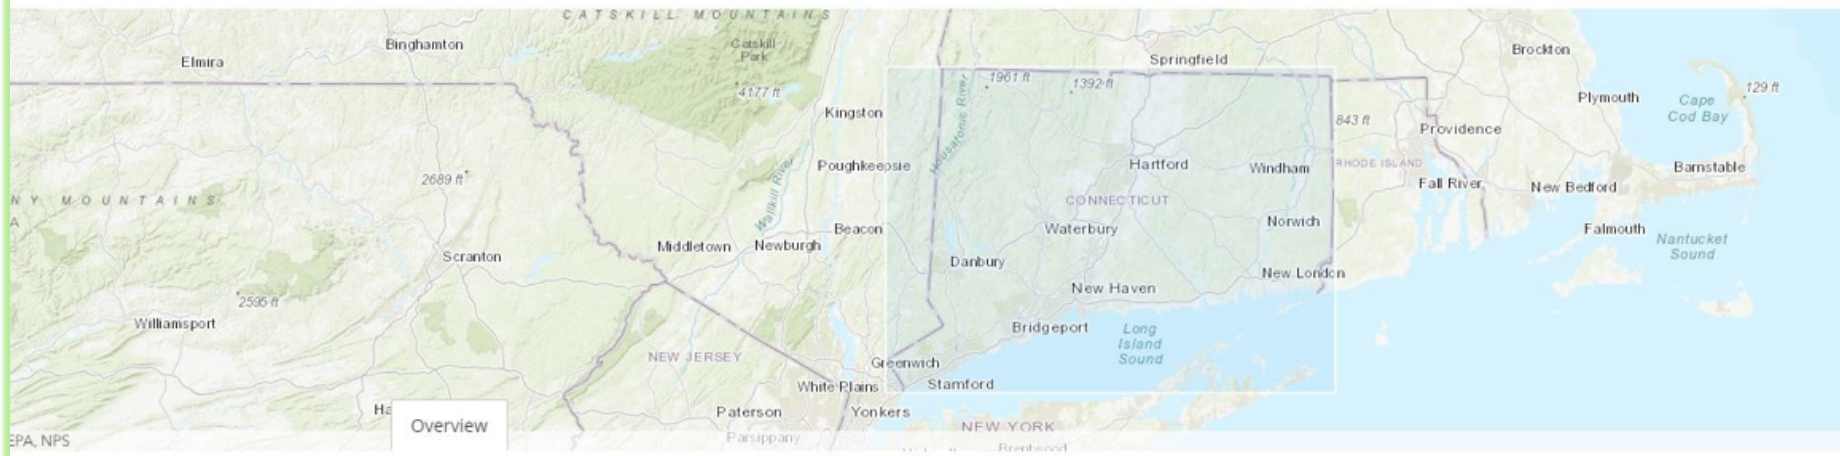 CATSKILL MOUNTAINS
Binghamton
Elmira
Catskill
Park
4177 ft
Kingston
Springfield
1961 ft
1392 ft
Brockton
Plymouth
Cape
Cod Bay
129 ft
843 ft
Providence
Housatonic River
Poughkeepsie
Hartford
Windham
RHODE ISLAND
Barnstable
2689 ft
Fall River
New Bedford
NY MOUNTAINS
A
Wallkill River
CONNECTICUT
Norwich
Beacon
Waterbury
Falmouth
Nantucket
Sound
Middletown
Newburgh
Scranton
Danbury
New London
New Haven
2595 ft
Williamsport
Bridgeport
Long
Island
Sound
NEW JERSEY
Greenwich
White Plains
Stamford
Ha
Paterson
Yonkers
Overview
NEW YORK
Parsippany
EPA, NPS
Brentwood